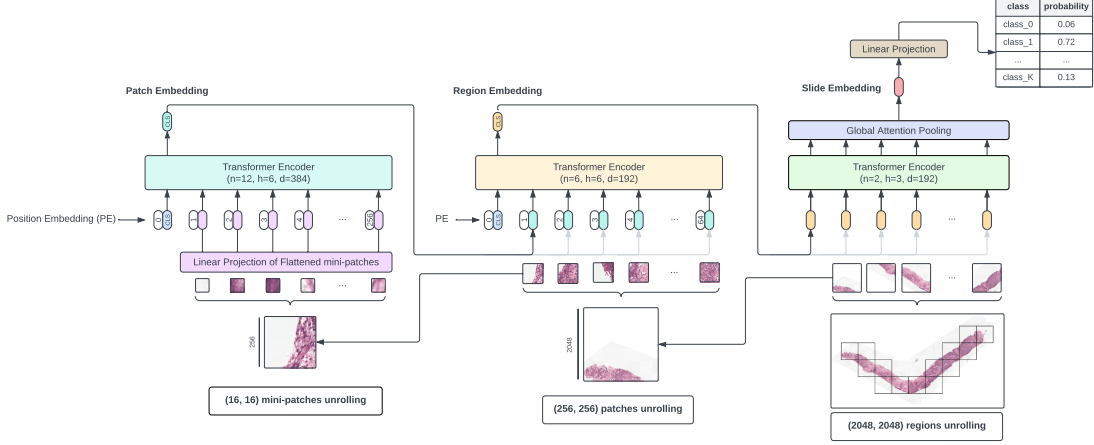 class probability
class_0 0.06
class_1 0.72
... ...
class_K 0.13
Linear Projection
Slide Embedding
Global Attention Pooling
Transformer Encoder
(n=2, h=3, d=192)
...
...
(2048, 2048) regions unrolling
Patch Embedding
CLS
Transformer Encoder
(n=12, h=6, d=384)
Position Embedding (PE)
0 CLS 1 2 3 4 ... 256
Linear Projection of Flattened mini-patches
...
256
(16, 16) mini-patches unrolling
Region Embedding
CLS
Transformer Encoder
(n=6, h=6, d=192)
PE
0 CLS 1 2 3 4 ... 64
...
2048
(256, 256) patches unrolling